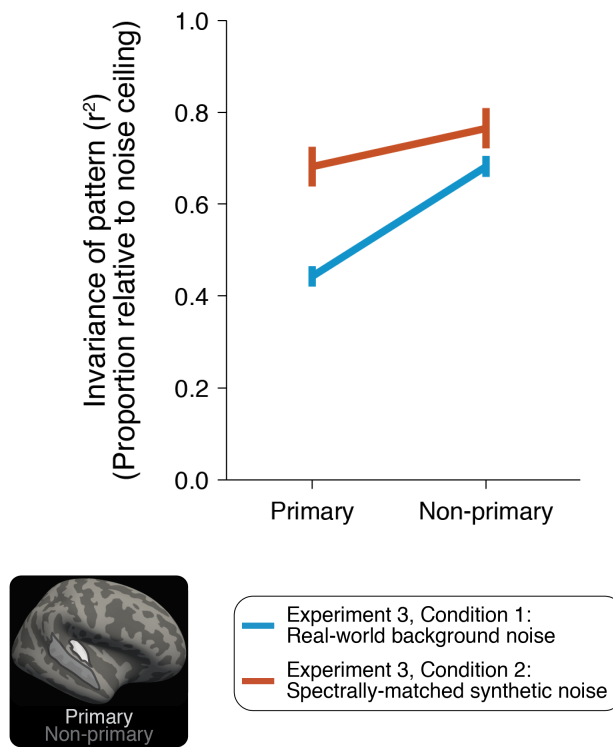 Invariance of pattern (r²)
(Proportion relative to noise ceiling)
1.0
0.8
0.6
0.4
0.2
0.0
Primary
Non-primary
Primary
Non-primary
Experiment 3, Condition 1:
Real-world background noise
Experiment 3, Condition 2:
Spectrally-matched synthetic noise